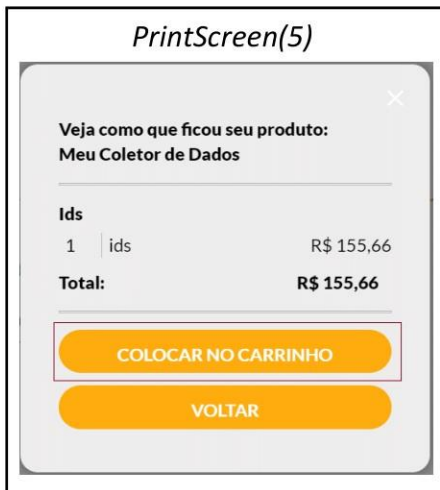 PrintScreen(5)
Veja como que ficou seu produto:
Meu Coletor de Dados
Ids
1 ids R$ 155,66
Total: R$ 155,66
COLOCAR NO CARRINHO
VOLTAR